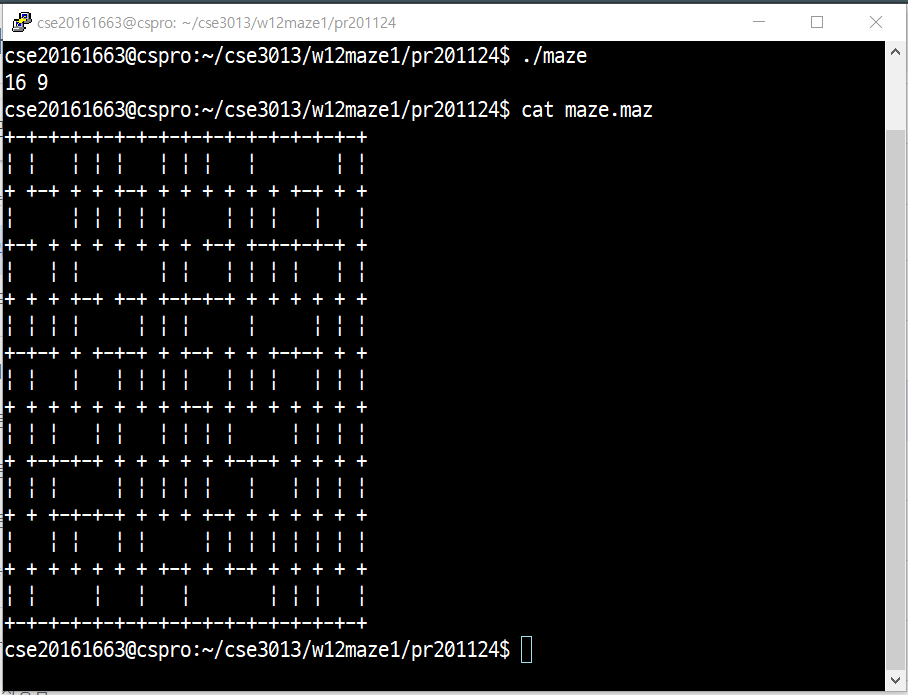 cse20161663@cspro: ~/cse3013/w12maze1/pr201124
cse20161663@cspro:~/cse3013/w12maze1/pr201124$ ./maze
16 9
cse20161663@cspro:~/cse3013/w12maze1/pr201124$ cat maze.maz
+-+-+-+-+-+-+-+-+-+-+-+-+-+-+-+-+
¦ ¦   ¦ ¦ ¦   ¦ ¦ ¦   ¦       ¦ ¦
+ +-+ + + +-+ + + + + + + +-+ + +
¦     ¦ ¦ ¦ ¦ ¦     ¦ ¦ ¦   ¦   ¦
+-+ + + + + + + + +-+ +-+-+-+-+ +
¦   ¦ ¦       ¦ ¦   ¦ ¦ ¦ ¦   ¦ ¦
+ + + +-+ +-+ +-+-+-+ + + + + + +
¦ ¦ ¦ ¦     ¦ ¦ ¦     ¦     ¦ ¦ ¦
+-+-+ + +-+-+ + +-+ + + +-+-+ + +
¦ ¦   ¦   ¦ ¦ ¦ ¦   ¦ ¦ ¦   ¦ ¦ ¦
+ + + + + + + + +-+ + + + + + + +
¦ ¦ ¦   ¦ ¦   ¦ ¦ ¦ ¦     ¦ ¦ ¦ ¦
+ +-+-+-+ + + + + + +-+-+ + + + +
¦ ¦ ¦     ¦ ¦ ¦ ¦ ¦   ¦   ¦ ¦ ¦ ¦
+ + +-+-+-+ + + + +-+ + + + + + +
¦   ¦ ¦   ¦ ¦     ¦ ¦ ¦ ¦ ¦ ¦ ¦ ¦
+ + + + + + + +-+ + +-+ + + + + +
¦ ¦     ¦   ¦   ¦       ¦ ¦ ¦   ¦
+-+-+-+-+-+-+-+-+-+-+-+-+-+-+-+-+
cse20161663@cspro:~/cse3013/w12maze1/pr201124$